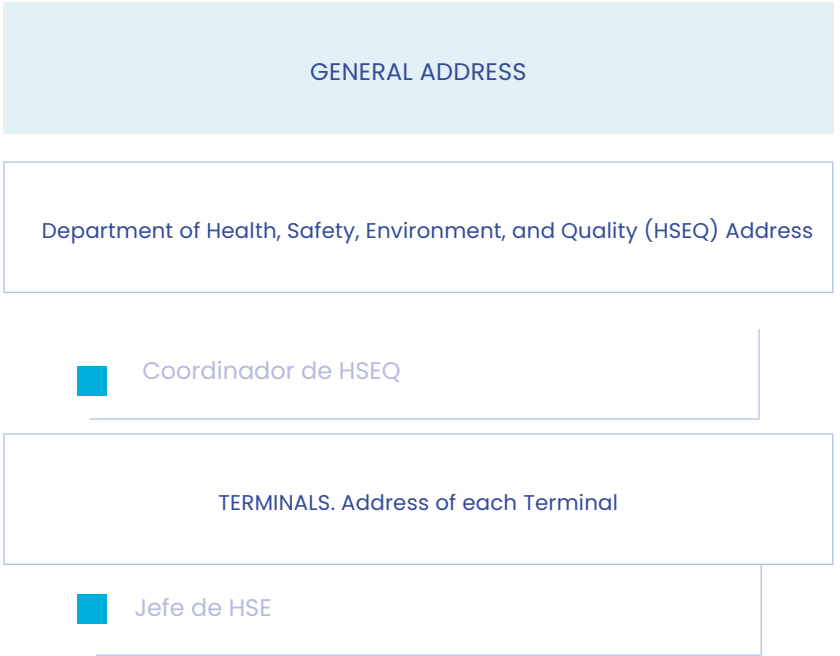 GENERAL ADDRESS
Department of Health, Safety, Environment, and Quality (HSEQ) Address
Coordinador de HSEQ
TERMINALS. Address of each Terminal
Jefe de HSE